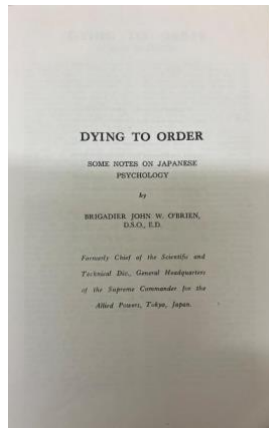 DYING TO ORDER
SOME NOTES ON JAPANESE
PSYCHOLOGY
by
BRIGADIER JOHN W. O'BRIEN,
D.S.O., E.D.
Formerly Chief of the Scientific and
Technical Div., General Headquarters
of the Supreme Commander for the
Allied Powers, Tokyo, Japan.